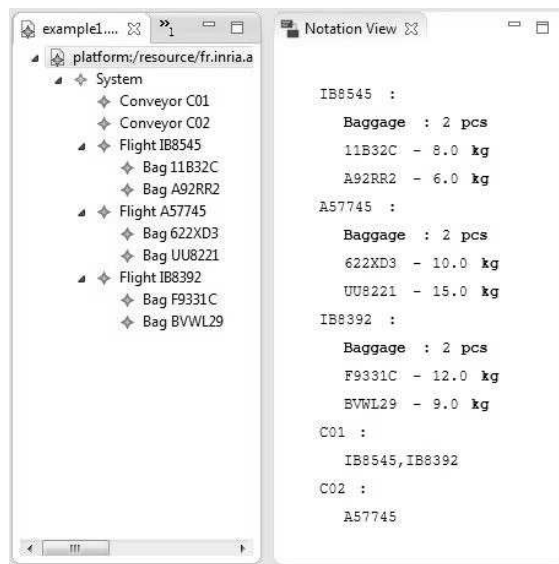 example1.... »1
platform:/resource/fr.inria.a
System
Conveyor C01
Conveyor C02
Flight IB8545
Bag 11B32C
Bag A92RR2
Flight A57745
Bag 622XD3
Bag UU8221
Flight IB8392
Bag F9331C
Bag BVWL29
Notation View
IB8545 :
Baggage : 2 pcs
11B32C - 8.0 kg
A92RR2 - 6.0 kg
A57745 :
Baggage : 2 pcs
622XD3 - 10.0 kg
UU8221 - 15.0 kg
IB8392 :
Baggage : 2 pcs
F9331C - 12.0 kg
BVWL29 - 9.0 kg
C01 :
IB8545,IB8392
C02 :
A57745